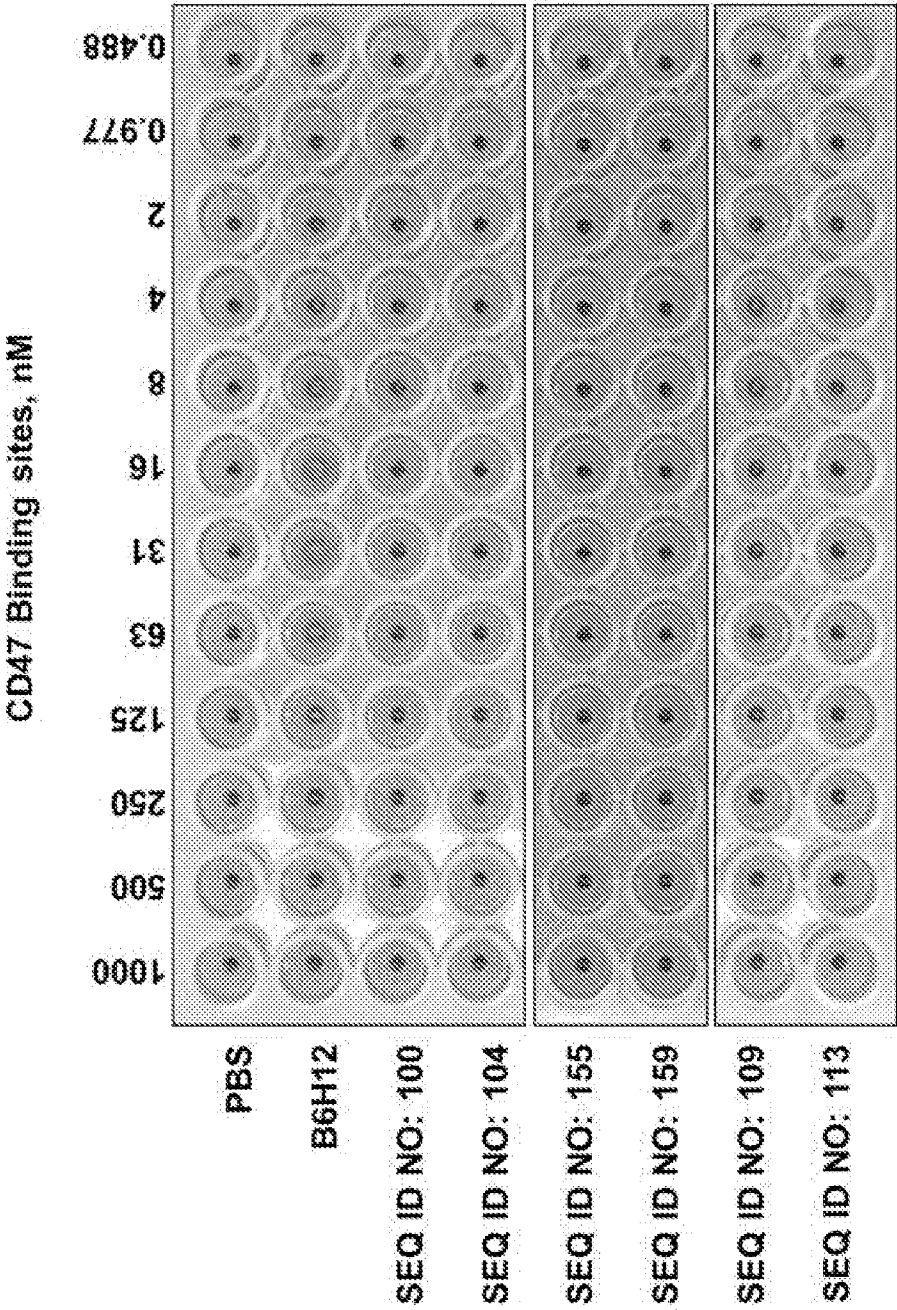 CD47 Binding sites, nM
1000
500
250
125
63
31
16
8
4
2
0.977
0.488
PBS
B6H12
SEQ ID NO: 100
SEQ ID NO: 104
SEQ ID NO: 155
SEQ ID NO: 159
SEQ ID NO: 109
SEQ ID NO: 113